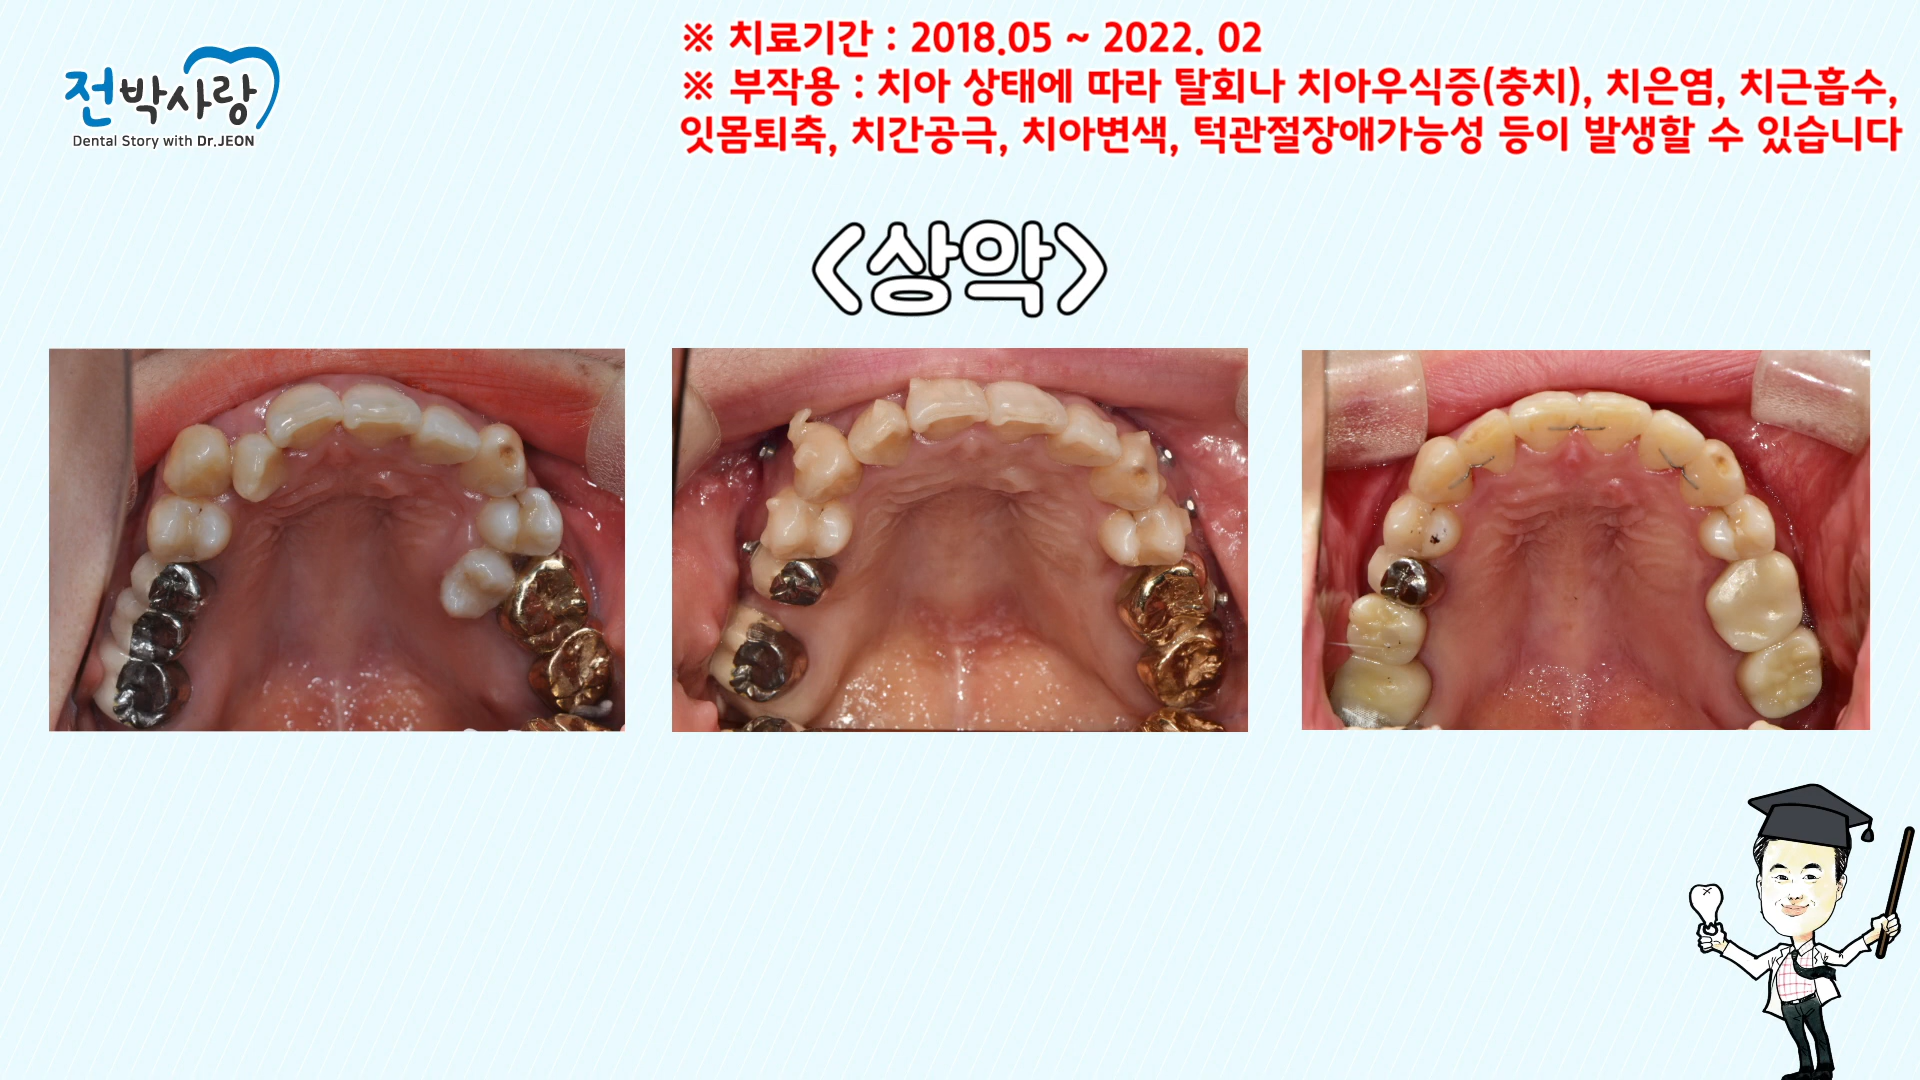 전박사랑
Dental Story with Dr.JEON
※ 치료기간 : 2018.05 ~ 2022. 02
※ 부작용 : 치아 상태에 따라 탈회나 치아우식증(충치), 치은염, 치근흡수,
잇몸퇴축, 치간공극, 치아변색, 턱관절장애가능성 등이 발생할 수 있습니다
<상악>